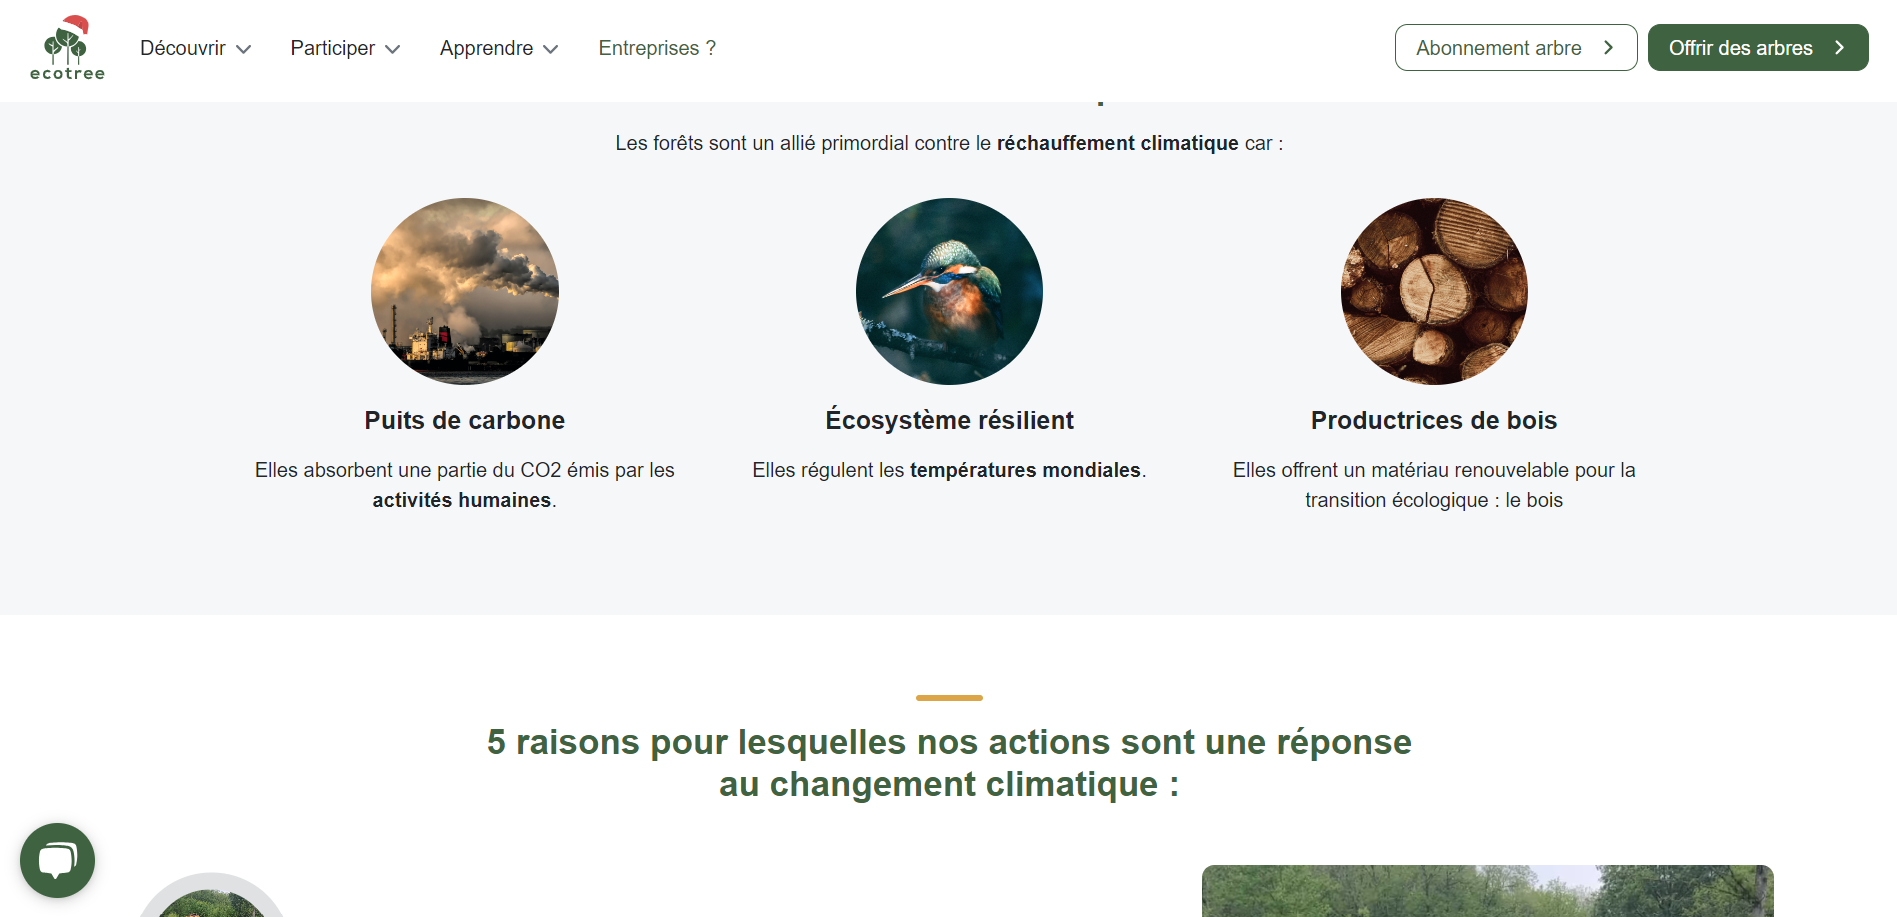 ecotree
Découvrir
Participer
Apprendre
Entreprises ?
Abonnement arbre
Offrir des arbres
Les forêts sont un allié primordial contre le réchauffement climatique car :
Puits de carbone
Elles absorbent une partie du CO2 émis par les
activités humaines.
Écosystème résilient
Elles régulent les températures mondiales.
Productrices de bois
Elles offrent un matériau renouvelable pour la
transition écologique : le bois
5 raisons pour lesquelles nos actions sont une réponse
au changement climatique :